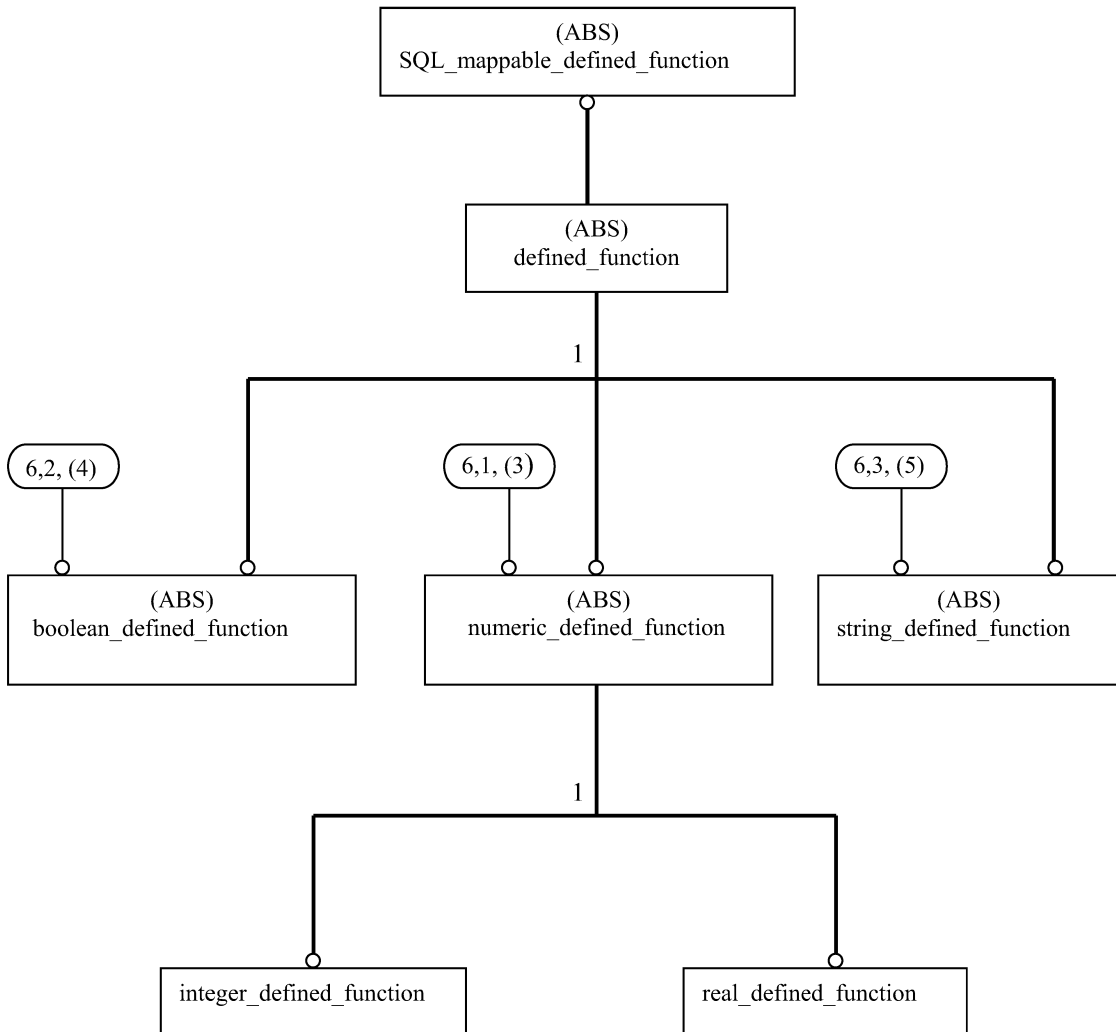 (ABS)
SQL_mappable_defined_function
(ABS)
defined_function
1
6,2, (4)
6,1, (3)
6,3, (5)
(ABS)
boolean_defined_function
(ABS)
numeric_defined_function
(ABS)
string_defined_function
1
integer_defined_function
real_defined_function